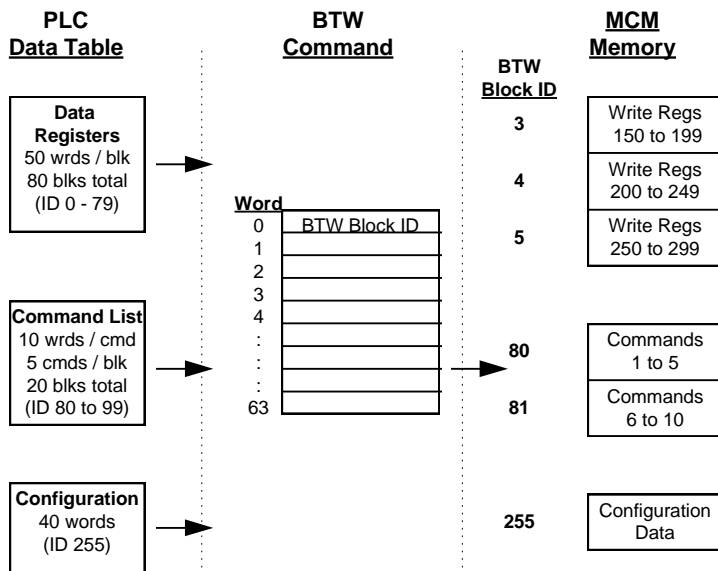 PLC
Data Table
BTW
Command
MCM
Memory
BTW
Block ID
Data
Registers
50 wrds / blk
80 blks total
(ID 0 - 79)
Command List
10 wrds / cmd
5 cmds / blk
20 blks total
(ID 80 to 99)
Configuration
40 words
(ID 255)
Word
0 BTW Block ID
1
2
3
4
:
:
:
63
3
4
5
80
81
255
Write Regs
150 to 199
Write Regs
200 to 249
Write Regs
250 to 299
Commands
1 to 5
Commands
6 to 10
Configuration
Data